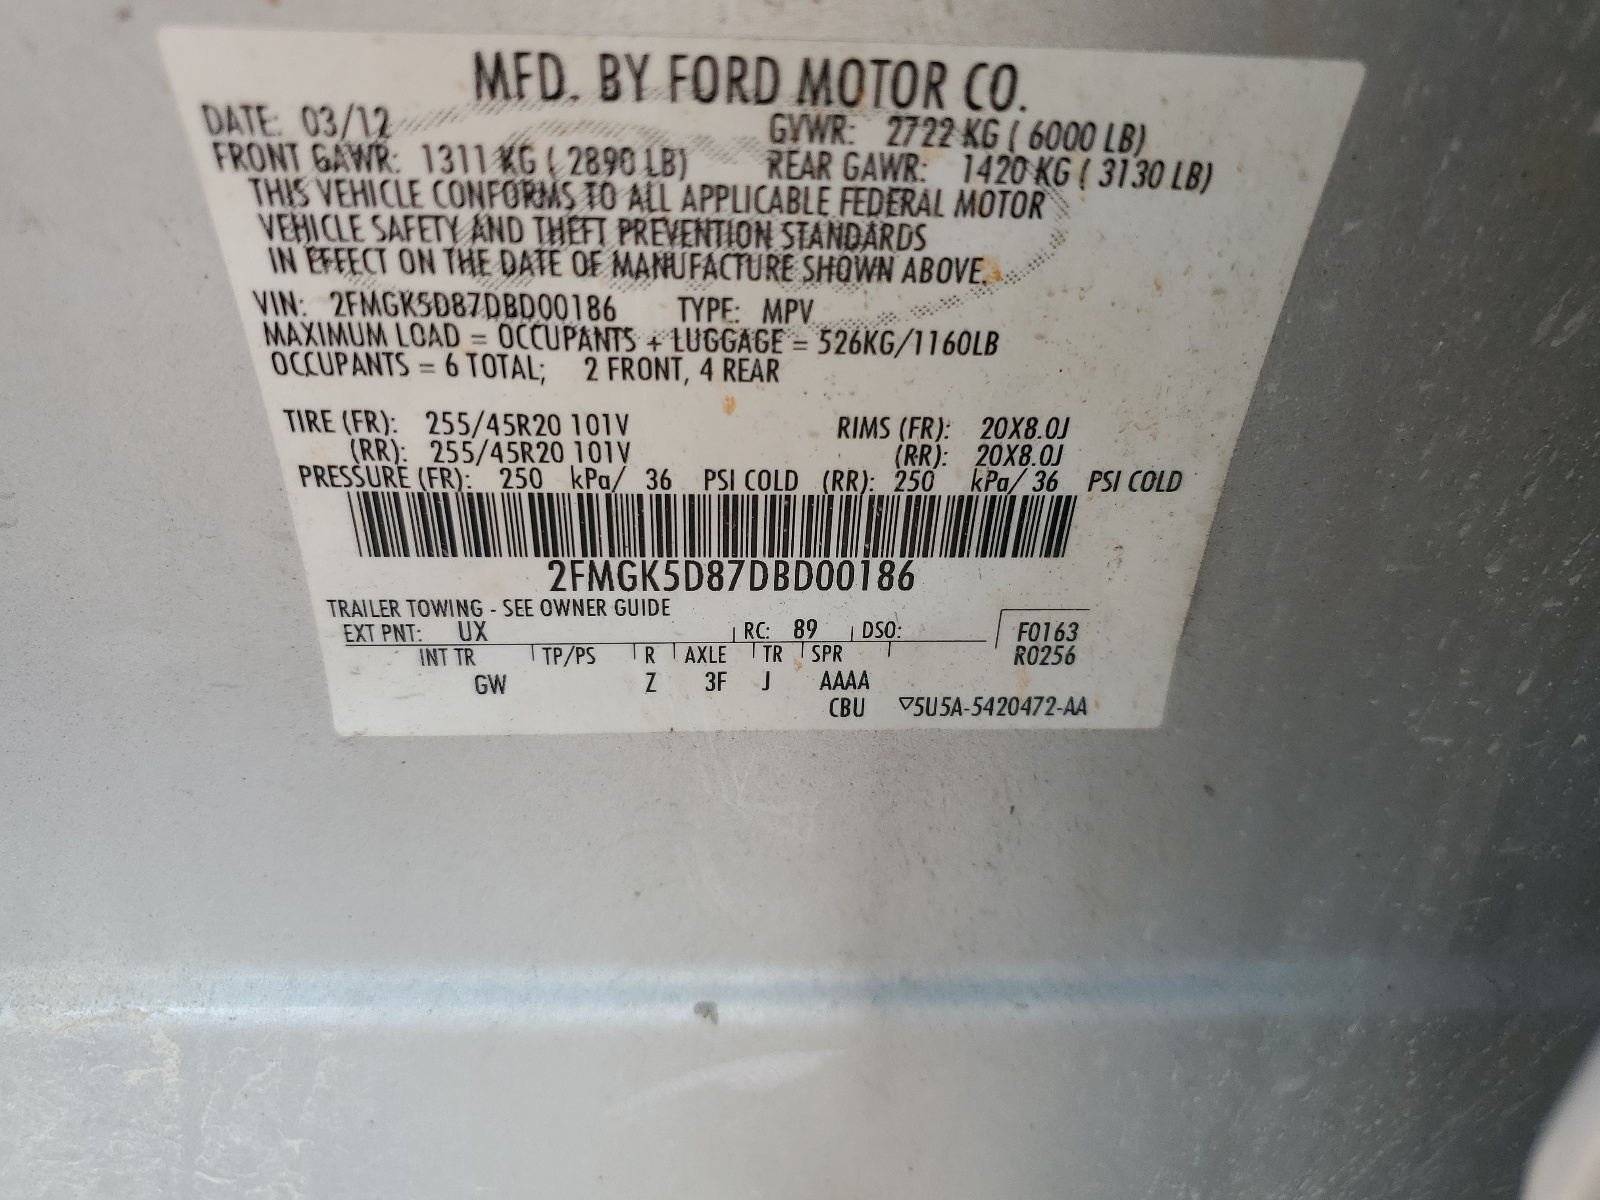 MFD. BY FORD MOTOR CO.
DATE: 03/12 GVWR: 2722 KG ( 6000 LB)
FRONT GAWR: 1311 KG ( 2890 LB) REAR GAWR: 1420 KG ( 3130 LB)
THIS VEHICLE CONFORMS TO ALL APPLICABLE FEDERAL MOTOR
VEHICLE SAFETY AND THEFT PREVENTION STANDARDS
IN EFFECT ON THE DATE OF MANUFACTURE SHOWN ABOVE.
VIN: 2FMGK5D87DBD00186 TYPE: MPV
MAXIMUM LOAD = OCCUPANTS + LUGGAGE = 526KG/1160LB
OCCUPANTS = 6 TOTAL; 2 FRONT, 4 REAR
TIRE (FR): 255/45R20 101V RIMS (FR): 20X8.0J
(RR): 255/45R20 101V (RR): 20X8.0J
PRESSURE (FR): 250 kPa/ 36 PSI COLD (RR): 250 kPa/ 36 PSI COLD
2FMGK5D87DBD00186
TRAILER TOWING - SEE OWNER GUIDE
EXT PNT: UX RC: 89 DSO: F0163
INT TR TP/PS R AXLE TR SPR R0256
GW Z 3F J AAAA
CBU ▽5U5A-5420472-AA